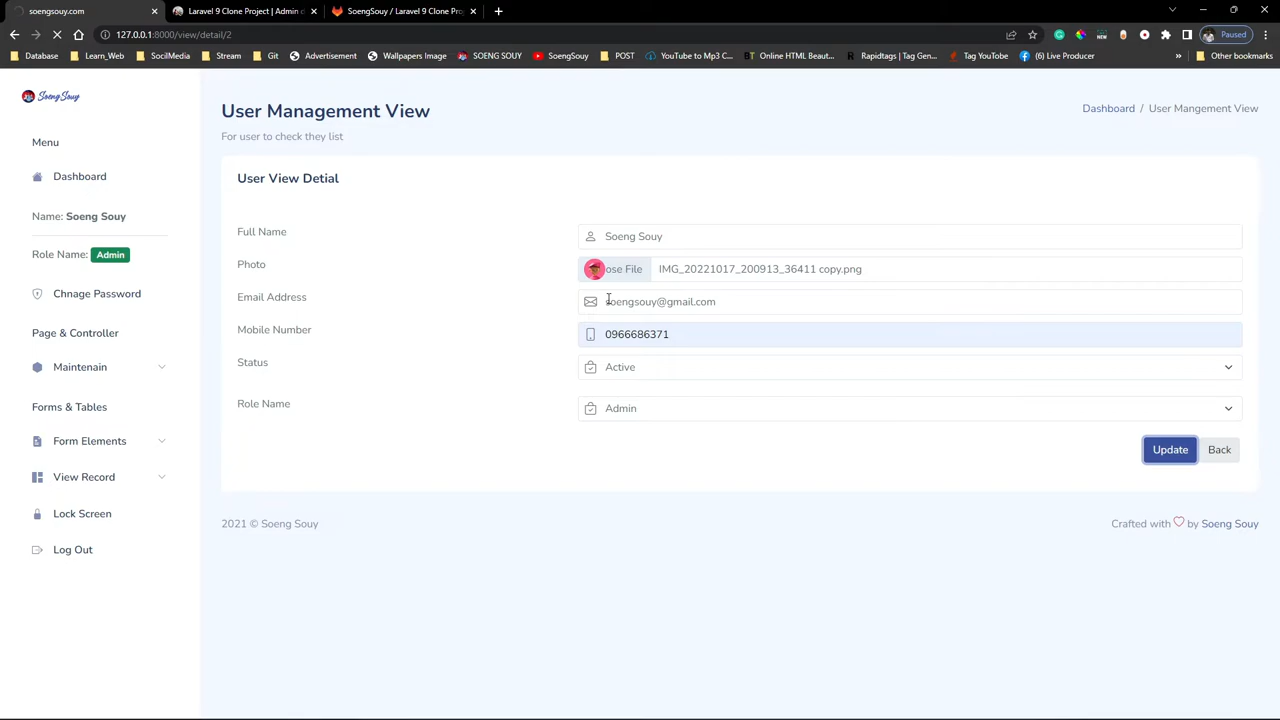 soengsouy.com
Laravel 9 Clone Project | Admin d
SoengSouy / Laravel 9 Clone Proj
127.0.0.1:8000/view/detail/2
Paused
Database
Learn_Web
SocilMedia
Stream
Git
Advertisement
Wallpapers Image
SOENG SOUY
SoengSouy
POST
YouTube to Mp3 C...
Online HTML Beaut...
Rapidtags | Tag Gen...
Tag YouTube
(6) Live Producer
Other bookmarks
Soeng Souy
Menu
Dashboard
Name: Soeng Souy
Role Name: Admin
Chnage Password
Page & Controller
Maintenain
Forms & Tables
Form Elements
View Record
Lock Screen
Log Out
User Management View
For user to check they list
Dashboard / User Mangement View
User View Detial
Full Name
Soeng Souy
Photo
ose File
IMG_20221017_200913_36411 copy.png
Email Address
soengsouy@gmail.com
Mobile Number
0966686371
Status
Active
Role Name
Admin
Update
Back
2021 © Soeng Souy
Crafted with by Soeng Souy